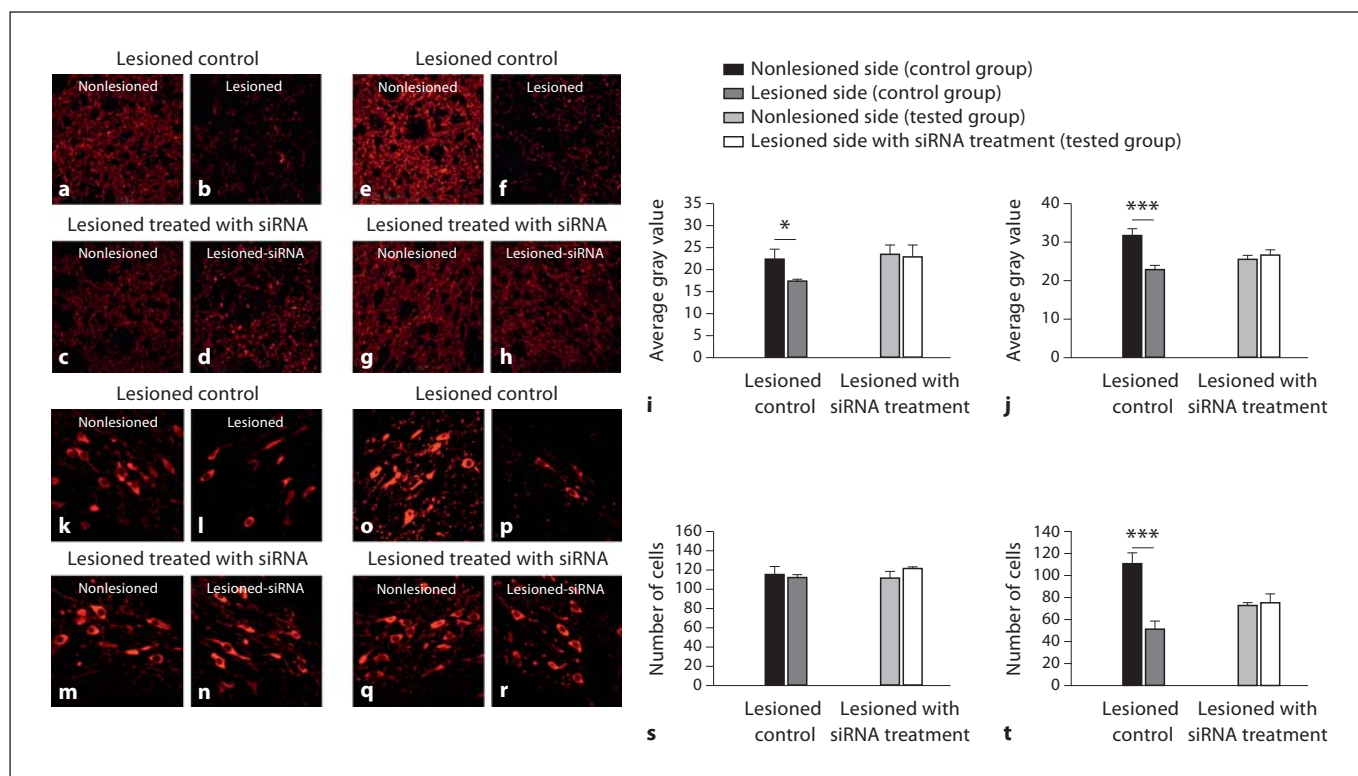 Lesioned control
Nonlesioned
Lesioned
a
b
Lesioned control
Nonlesioned
Lesioned
e
f
Lesioned treated with siRNA
Nonlesioned
Lesioned-siRNA
c
d
Lesioned treated with siRNA
Nonlesioned
Lesioned-siRNA
g
h
Lesioned control
Nonlesioned
Lesioned
k
l
Lesioned control
o
p
Lesioned treated with siRNA
Nonlesioned
Lesioned-siRNA
m
n
Lesioned treated with siRNA
Nonlesioned
Lesioned-siRNA
q
r
Nonlesioned side (control group)
Lesioned side (control group)
Nonlesioned side (tested group)
Lesioned side with siRNA treatment (tested group)
Average gray value
35
30
25
20
15
10
5
0
*
Lesioned
control
Lesioned with
siRNA treatment
i
Average gray value
40
30
20
10
0
***
Lesioned
control
Lesioned with
siRNA treatment
j
Number of cells
160
140
120
100
80
60
40
20
0
Lesioned
control
Lesioned with
siRNA treatment
s
Number of cells
140
120
100
80
60
40
20
0
***
Lesioned
control
Lesioned with
siRNA treatment
t